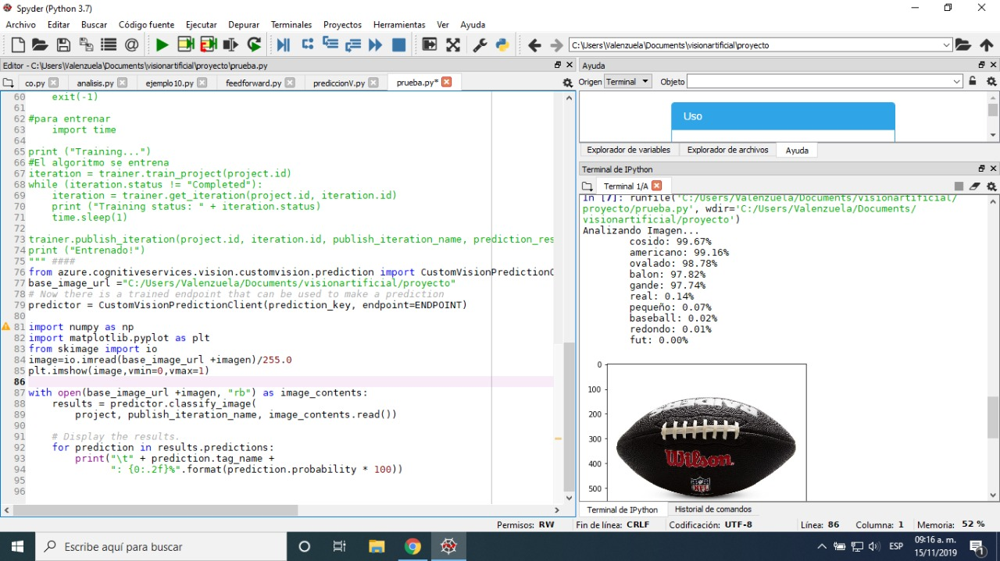 Spyder (Python 3.7)
Archivo Editar Buscar Código fuente Ejecutar Depurar Terminales Proyectos Herramientas Ver Ayuda
C:\Users\Valenzuela\Documents\visionartificial\proyecto
Editor - C:\Users\Valenzuela\Documents\visionartificial\proyecto\prueba.py
co.py analisis.py ejemplo10.py feedforward.py prediccionV.py prueba.py*
60 exit(-1)
61
62 #para entrenar
63 import time
64
65 print ("Training...")
66 #El algoritmo se entrena
67 iteration = trainer.train_project(project.id)
68 while (iteration.status != "Completed"):
69 iteration = trainer.get_iteration(project.id, iteration.id)
70 print ("Training status: " + iteration.status)
71 time.sleep(1)
72
73 trainer.publish_iteration(project.id, iteration.id, publish_iteration_name, prediction_res
74 print ("Entrenado!")
75 """ ####
76 from azure.cognitiveservices.vision.customvision.prediction import CustomVisionPredictionC
77 base_image_url ="C:/Users/Valenzuela/Documents/visionartificial/proyecto"
78 # Now there is a trained endpoint that can be used to make a prediction
79 predictor = CustomVisionPredictionClient(prediction_key, endpoint=ENDPOINT)
80
81 import numpy as np
82 import matplotlib.pyplot as plt
83 from skimage import io
84 image=io.imread(base_image_url +imagen)/255.0
85 plt.imshow(image,vmin=0,vmax=1)
86
87 with open(base_image_url +imagen, "rb") as image_contents:
88 results = predictor.classify_image(
89 project, publish_iteration_name, image_contents.read())
90
91 # Display the results.
92 for prediction in results.predictions:
93 print("\t" + prediction.tag_name +
94 ": {0:.2f}%".format(prediction.probability * 100))
95
96
Ayuda
Origen Terminal Objeto
Uso
Explorador de variables Explorador de archivos Ayuda
Terminal de IPython
Terminal 1/A
In [7]: runfile('C:/Users/Valenzuela/Documents/visionartificial/
proyecto/prueba.py', wdir='C:/Users/Valenzuela/Documents/
visionartificial/proyecto')
Analizando Imagen...
cosido: 99.67%
americano: 99.16%
ovalado: 98.78%
balon: 97.82%
gande: 97.74%
real: 0.14%
pequeño: 0.07%
baseball: 0.02%
redondo: 0.01%
fut: 0.00%
0
100
200
300
400
500
Wilson
NFL
Terminal de IPython Historial de comandos
Permisos: RW Fin de línea: CRLF Codificación: UTF-8 Línea: 86 Columna: 1 Memoria: 52 %
Escribe aquí para buscar
ESP
09:16 a. m.
15/11/2019
1